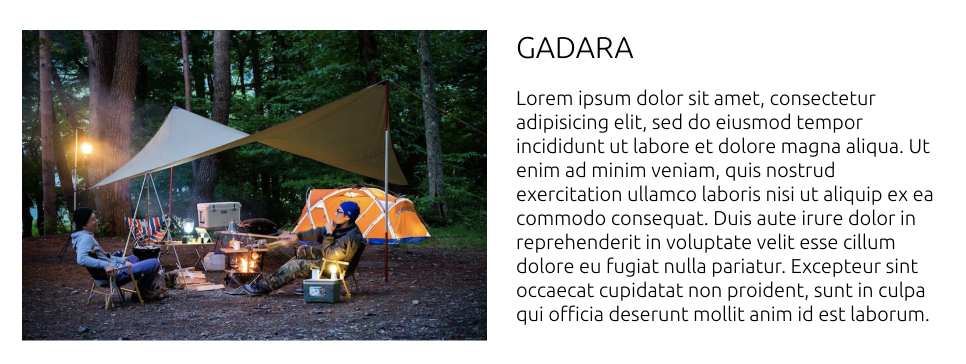 GADARA
Lorem ipsum dolor sit amet, consectetur
adipisicing elit, sed do eiusmod tempor
incididunt ut labore et dolore magna aliqua. Ut
enim ad minim veniam, quis nostrud
exercitation ullamco laboris nisi ut aliquip ex ea
commodo consequat. Duis aute irure dolor in
reprehenderit in voluptate velit esse cillum
dolore eu fugiat nulla pariatur. Excepteur sint
occaecat cupidatat non proident, sunt in culpa
qui officia deserunt mollit anim id est laborum.